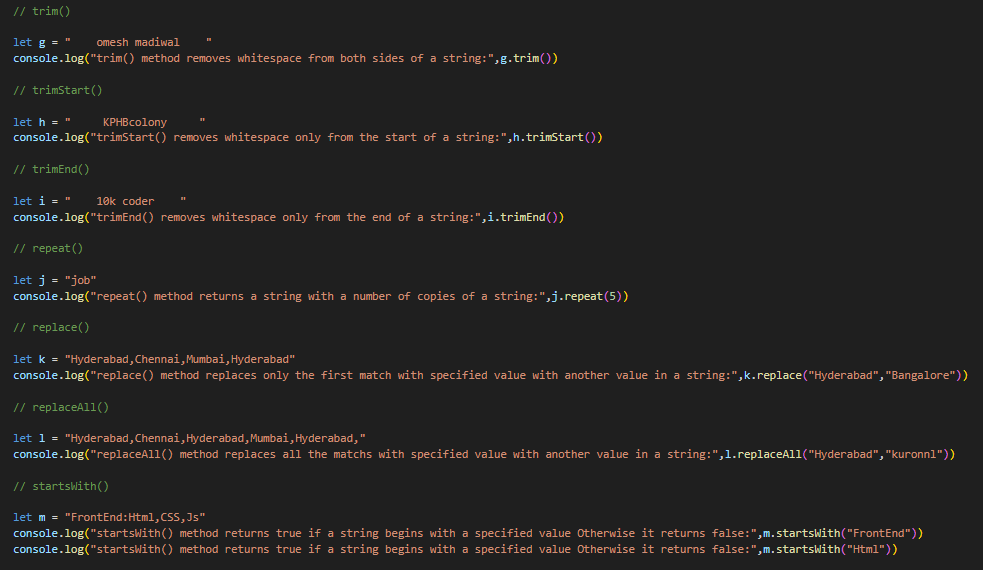 // trim()
let g = "    omesh madiwal    "
console.log("trim() method removes whitespace from both sides of a string:",g.trim())
// trimStart()
let h = "     KPHBcolony     "
console.log("trimStart() removes whitespace only from the start of a string:",h.trimStart())
// trimEnd()
let i = "    10k coder    "
console.log("trimEnd() removes whitespace only from the end of a string:",i.trimEnd())
// repeat()
let j = "job"
console.log("repeat() method returns a string with a number of copies of a string:",j.repeat(5))
// replace()
let k = "Hyderabad,Chennai,Mumbai,Hyderabad"
console.log("replace() method replaces only the first match with specified value with another value in a string:",k.replace("Hyderabad","Bangalore"))
// replaceAll()
let l = "Hyderabad,Chennai,Hyderabad,Mumbai,Hyderabad,"
console.log("replaceAll() method replaces all the matchs with specified value with another value in a string:",l.replaceAll("Hyderabad","kuronnl"))
// startsWith()
let m = "FrontEnd:Html,CSS,Js"
console.log("startsWith() method returns true if a string begins with a specified value Otherwise it returns false:",m.startsWith("FrontEnd"))
console.log("startsWith() method returns true if a string begins with a specified value Otherwise it returns false:",m.startsWith("Html"))